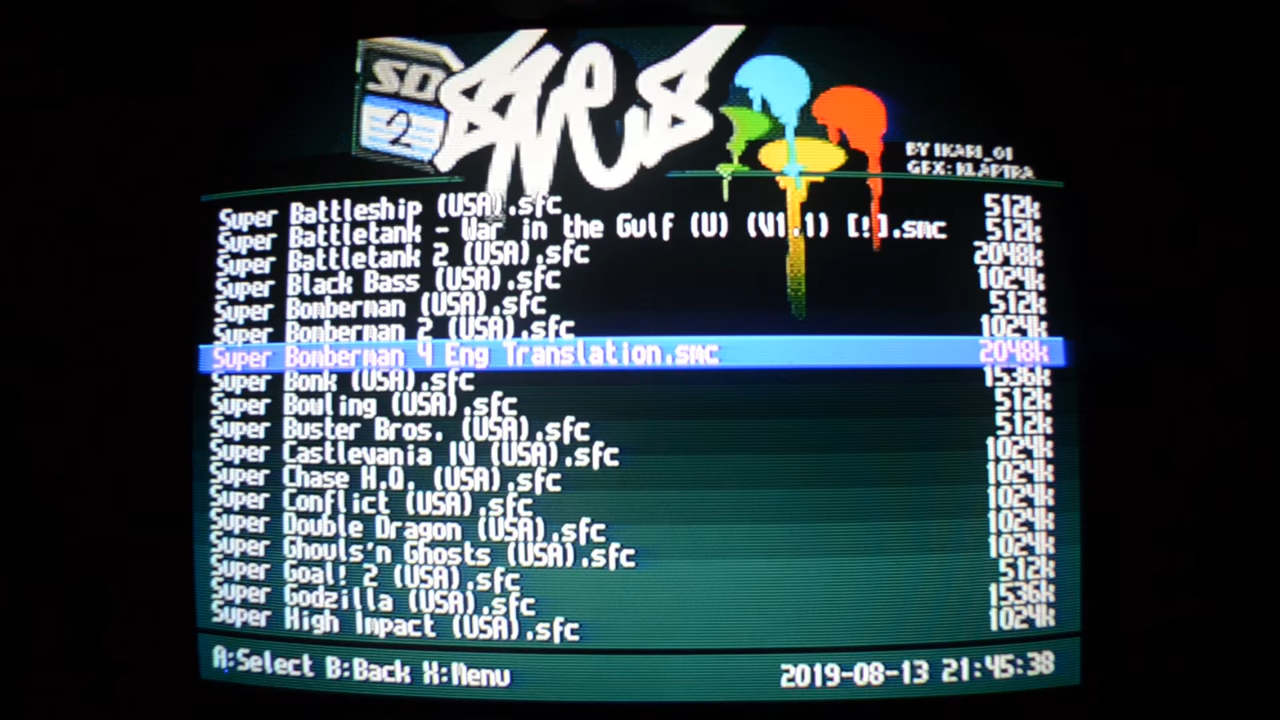 SD
2
SNES
BY IKARI_01
GFX: KLAPTRA
Super Battleship (USA).sfc 512k
Super Battletank - War in the Gulf (U) (V1.1) [!].smc 512k
Super Battletank 2 (USA).sfc 2048k
Super Black Bass (USA).sfc 1024k
Super Bomberman (USA).sfc 512k
Super Bomberman 2 (USA).sfc 1024k
Super Bomberman 4 Eng Translation.smc 2048k
Super Bonk (USA).sfc 1536k
Super Bowling (USA).sfc 512k
Super Buster Bros. (USA).sfc 512k
Super Castlevania IV (USA).sfc 1024k
Super Chase H.Q. (USA).sfc 1024k
Super Conflict (USA).sfc 1024k
Super Double Dragon (USA).sfc 1024k
Super Ghouls'n Ghosts (USA).sfc 1024k
Super Goal! 2 (USA).sfc 512k
Super Godzilla (USA).sfc 1536k
Super High Impact (USA).sfc 1024k
A:Select B:Back X:Menu 2019-08-13 21:45:38